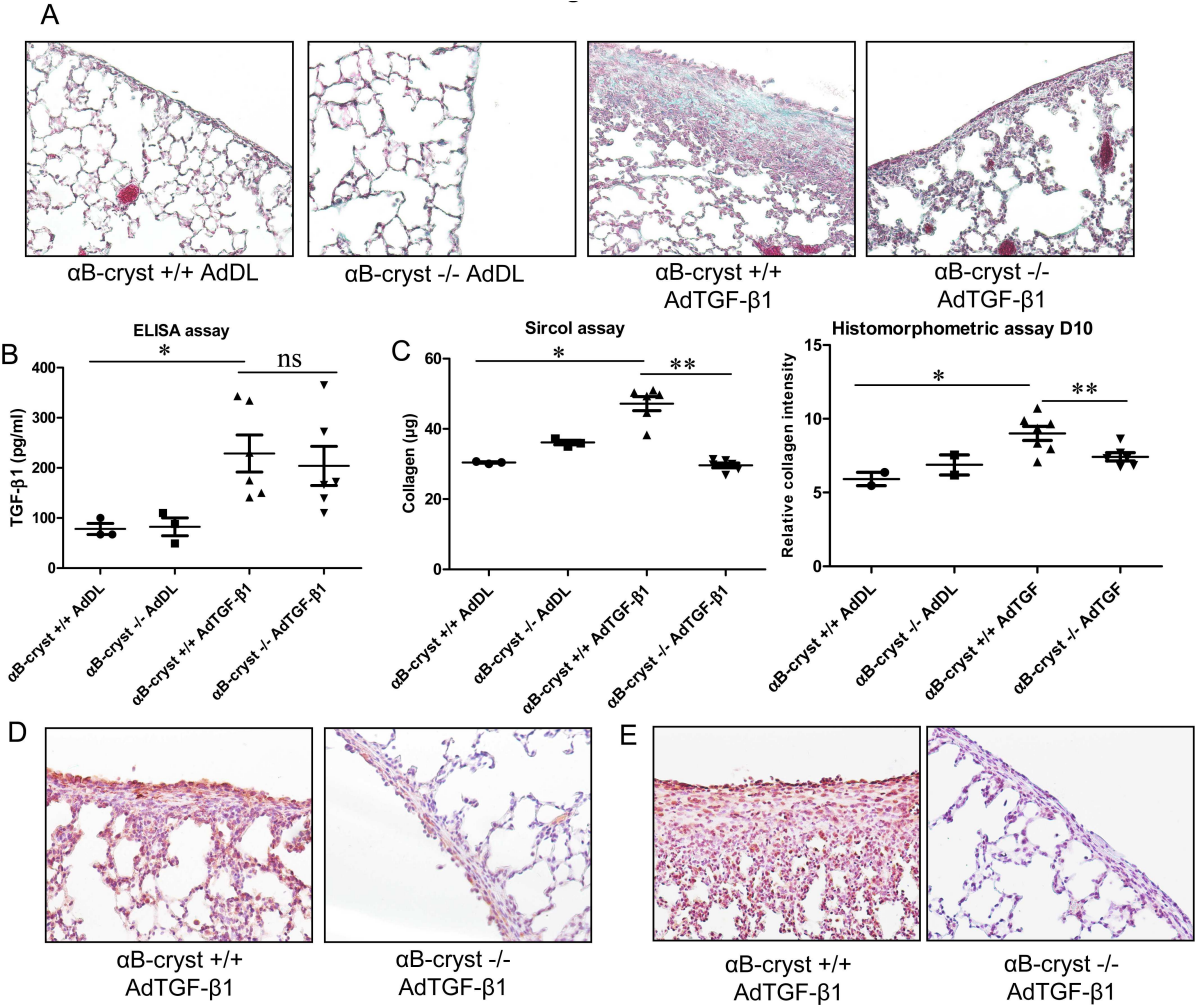 A
αB-cryst +/+ AdDL
αB-cryst -/- AdDL
αB-cryst +/+
AdTGF-β1
αB-cryst -/-
AdTGF-β1
B
ELISA assay
*
ns
TGF-β1 (pg/ml)
400
300
200
100
0
αB-cryst +/+ AdDL
αB-cryst -/- AdDL
αB-cryst +/+ AdTGF-β1
αB-cryst -/- AdTGF-β1
C
Sircol assay
*
**
Collagen (µg)
60
40
20
0
αB-cryst +/+ AdDL
αB-cryst -/- AdDL
αB-cryst +/+ AdTGF-β1
αB-cryst -/- AdTGF-β1
Histomorphometric assay D10
*
**
Relative collagen intensity
15
10
5
0
αB-cryst +/+ AdDL
αB-cryst -/- AdDL
αB-cryst +/+ AdTGF
αB-cryst -/- AdTGF
D
αB-cryst +/+
AdTGF-β1
αB-cryst -/-
AdTGF-β1
E
αB-cryst +/+
AdTGF-β1
αB-cryst -/-
AdTGF-β1